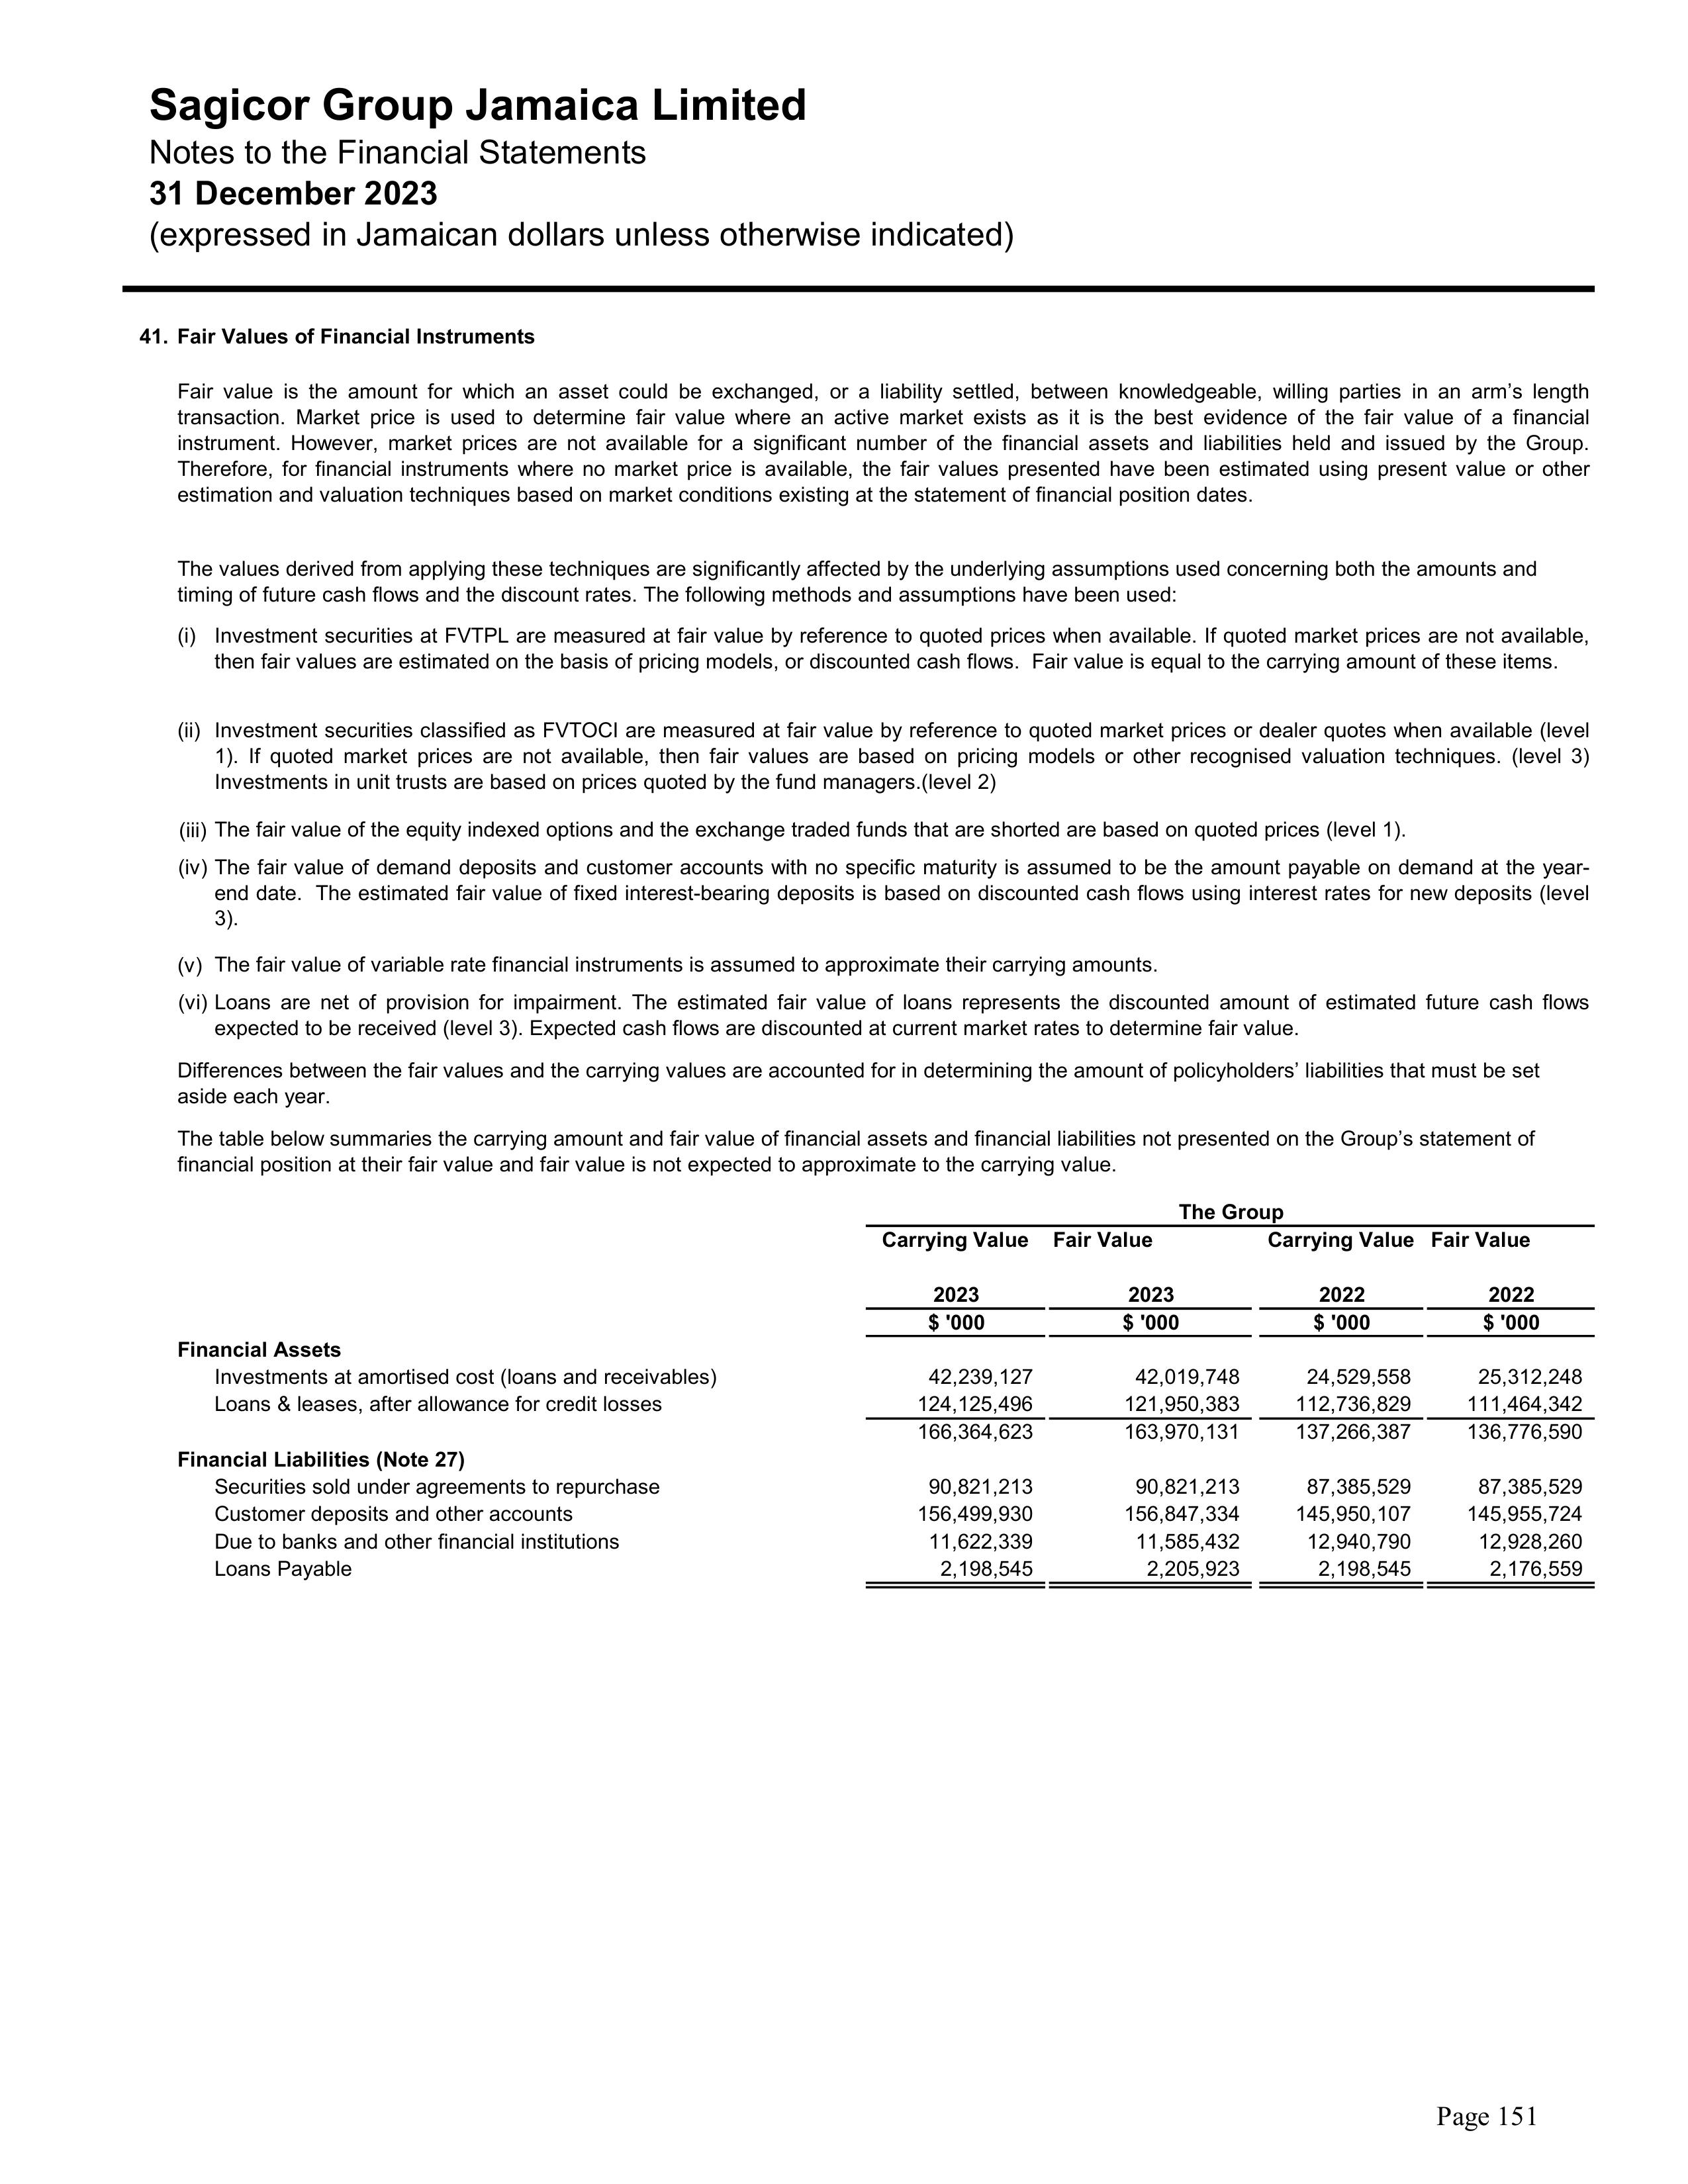 Sagicor Group Jamaica Limited
Notes to the Financial Statements
31 December 2023
(expressed in Jamaican dollars unless otherwise indicated)
41. Fair Values of Financial Instruments
Fair value is the amount for which an asset could be exchanged, or a liability settled, between knowledgeable, willing parties in an arm’s length
transaction. Market price is used to determine fair value where an active market exists as it is the best evidence of the fair value of a financial
instrument. However, market prices are not available for a significant number of the financial assets and liabilities held and issued by the Group.
Therefore, for financial instruments where no market price is available, the fair values presented have been estimated using present value or other
estimation and valuation techniques based on market conditions existing at the statement of financial position dates.
The values derived from applying these techniques are significantly affected by the underlying assumptions used concerning both the amounts and
timing of future cash flows and the discount rates. The following methods and assumptions have been used:
(i) Investment securities at FVTPL are measured at fair value by reference to quoted prices when available. If quoted market prices are not available,
then fair values are estimated on the basis of pricing models, or discounted cash flows. Fair value is equal to the carrying amount of these items.
(ii) Investment securities classified as FVTOCI are measured at fair value by reference to quoted market prices or dealer quotes when available (level
1). If quoted market prices are not available, then fair values are based on pricing models or other recognised valuation techniques. (level 3)
Investments in unit trusts are based on prices quoted by the fund managers.(level 2)
(iii) The fair value of the equity indexed options and the exchange traded funds that are shorted are based on quoted prices (level 1).
(iv) The fair value of demand deposits and customer accounts with no specific maturity is assumed to be the amount payable on demand at the year-
end date. The estimated fair value of fixed interest-bearing deposits is based on discounted cash flows using interest rates for new deposits (level
3).
(v) The fair value of variable rate financial instruments is assumed to approximate their carrying amounts.
(vi) Loans are net of provision for impairment. The estimated fair value of loans represents the discounted amount of estimated future cash flows
expected to be received (level 3). Expected cash flows are discounted at current market rates to determine fair value.
Differences between the fair values and the carrying values are accounted for in determining the amount of policyholders’ liabilities that must be set
aside each year.
The table below summaries the carrying amount and fair value of financial assets and financial liabilities not presented on the Group’s statement of
financial position at their fair value and fair value is not expected to approximate to the carrying value.
The Group
Carrying Value Fair Value Carrying Value Fair Value
2023 2023 2022 2022
$ '000 $ '000 $ '000 $ '000
Financial Assets
Investments at amortised cost (loans and receivables) 42,239,127 42,019,748 24,529,558 25,312,248
Loans & leases, after allowance for credit losses 124,125,496 121,950,383 112,736,829 111,464,342
166,364,623 163,970,131 137,266,387 136,776,590
Financial Liabilities (Note 27)
Securities sold under agreements to repurchase 90,821,213 90,821,213 87,385,529 87,385,529
Customer deposits and other accounts 156,499,930 156,847,334 145,950,107 145,955,724
Due to banks and other financial institutions 11,622,339 11,585,432 12,940,790 12,928,260
Loans Payable 2,198,545 2,205,923 2,198,545 2,176,559
Page 151